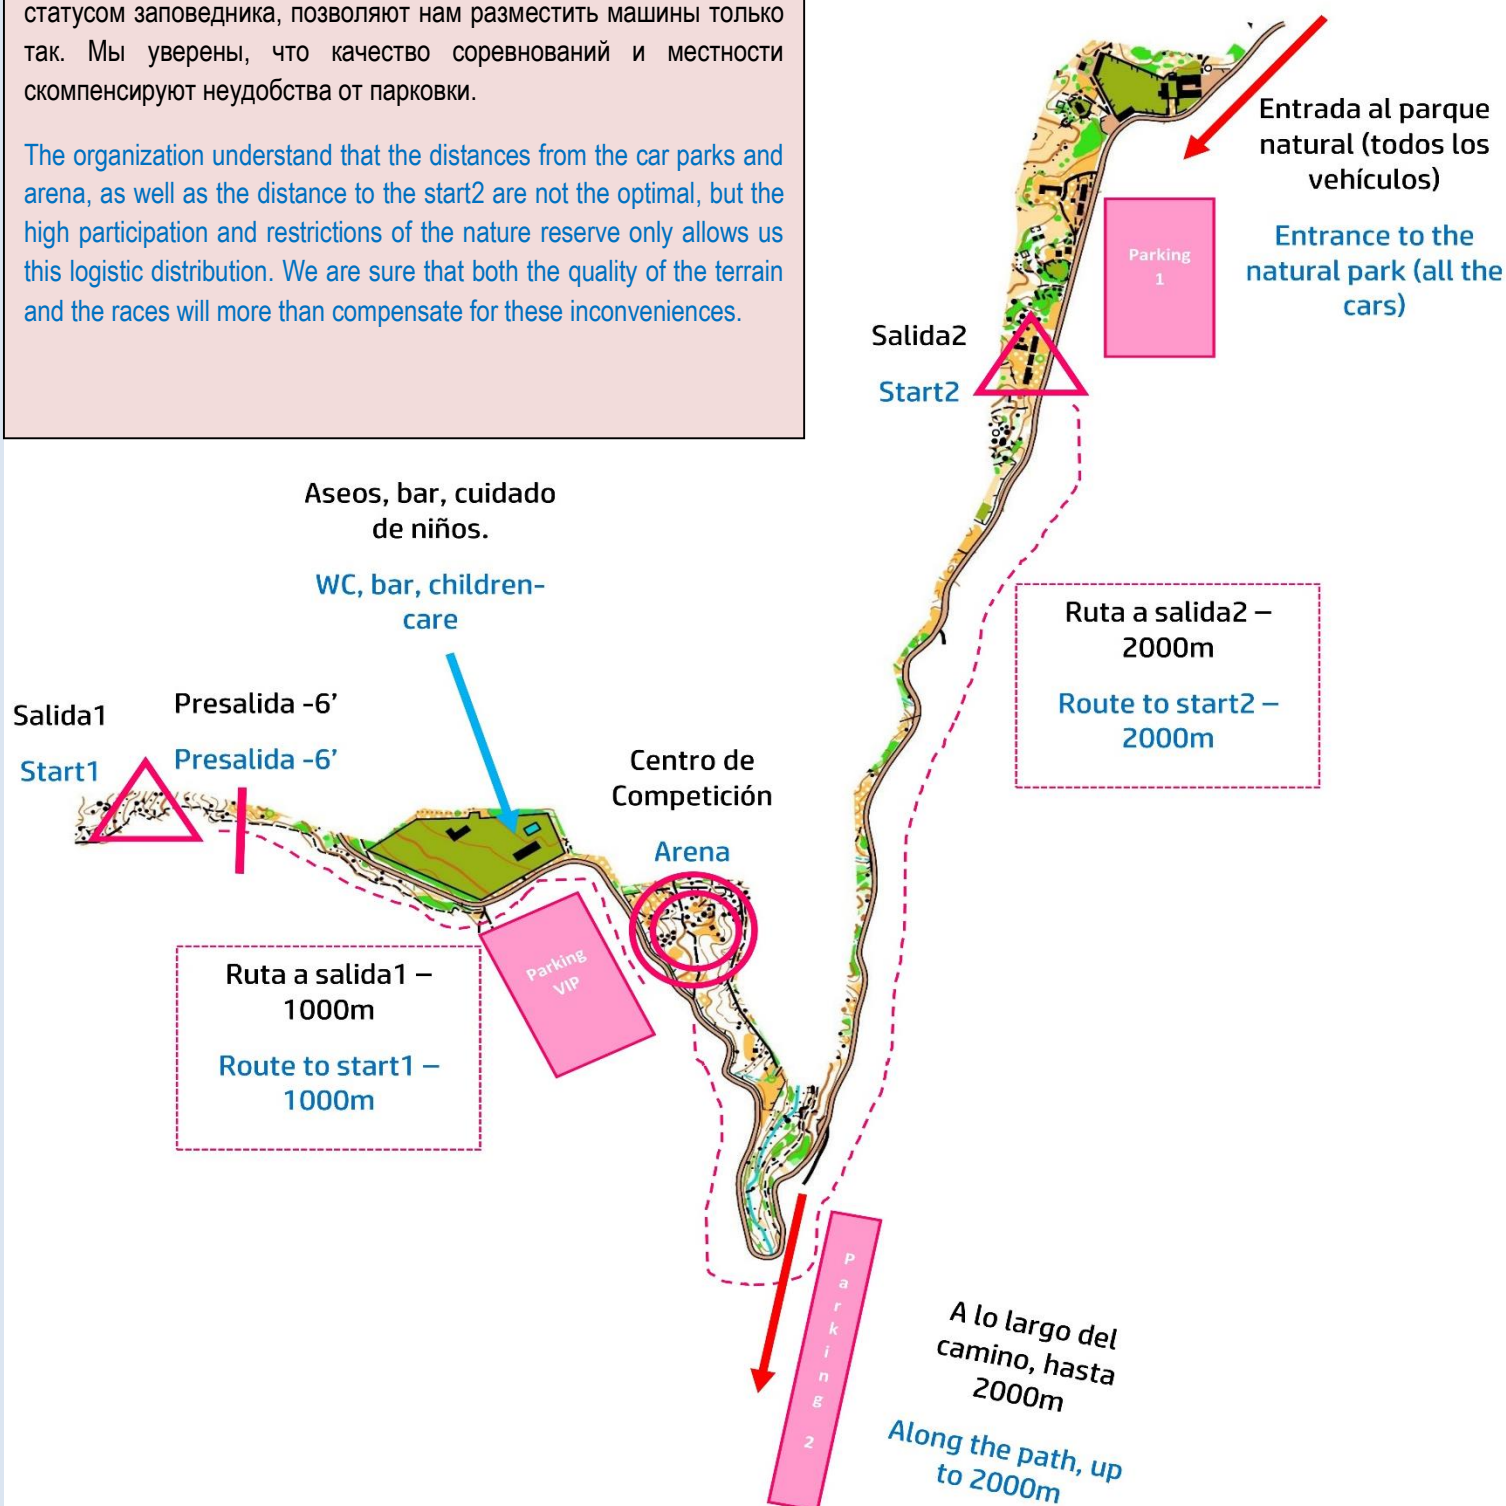 статусом заповедника, позволяют нам разместить машины только
так. Мы уверены, что качество соревнований и местности
скомпенсируют неудобства от парковки.
The organization understand that the distances from the car parks and
arena, as well as the distance to the start2 are not the optimal, but the
high participation and restrictions of the nature reserve only allows us
this logistic distribution. We are sure that both the quality of the terrain
and the races will more than compensate for these inconveniences.
Entrada al parque
natural (todos los
vehículos)
Entrance to the
natural park (all the
cars)
Parking
1
Salida2
Start2
Aseos, bar, cuidado
de niños.
WC, bar, children-
care
Ruta a salida2 –
2000m
Route to start2 –
2000m
Salida1
Start1
Presalida -6’
Presalida -6’
Centro de
Competición
Arena
Parking
VIP
Ruta a salida1 –
1000m
Route to start1 –
1000m
Parking 2
A lo largo del
camino, hasta
2000m
Along the path, up
to 2000m